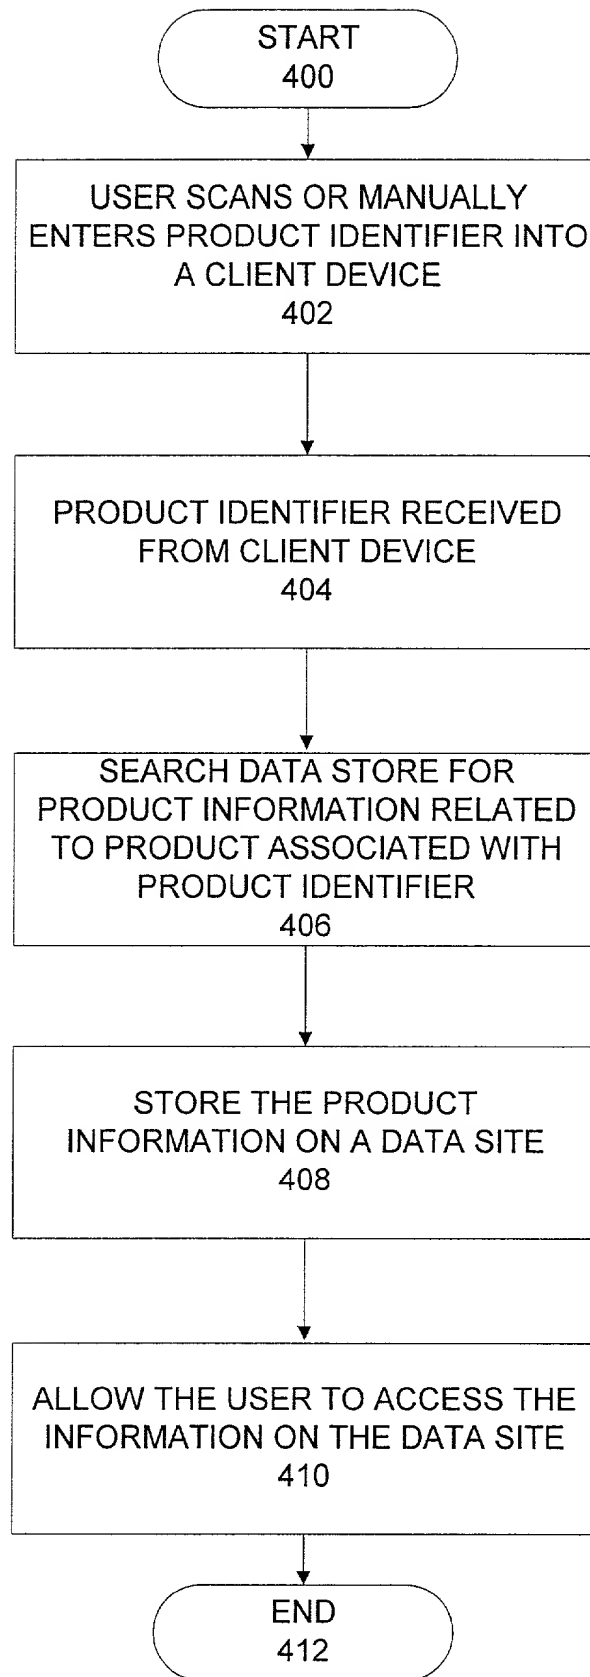 START
400
USER SCANS OR MANUALLY
ENTERS PRODUCT IDENTIFIER INTO
A CLIENT DEVICE
402
PRODUCT IDENTIFIER RECEIVED
FROM CLIENT DEVICE
404
SEARCH DATA STORE FOR
PRODUCT INFORMATION RELATED
TO PRODUCT ASSOCIATED WITH
PRODUCT IDENTIFIER
406
STORE THE PRODUCT
INFORMATION ON A DATA SITE
408
ALLOW THE USER TO ACCESS THE
INFORMATION ON THE DATA SITE
410
END
412